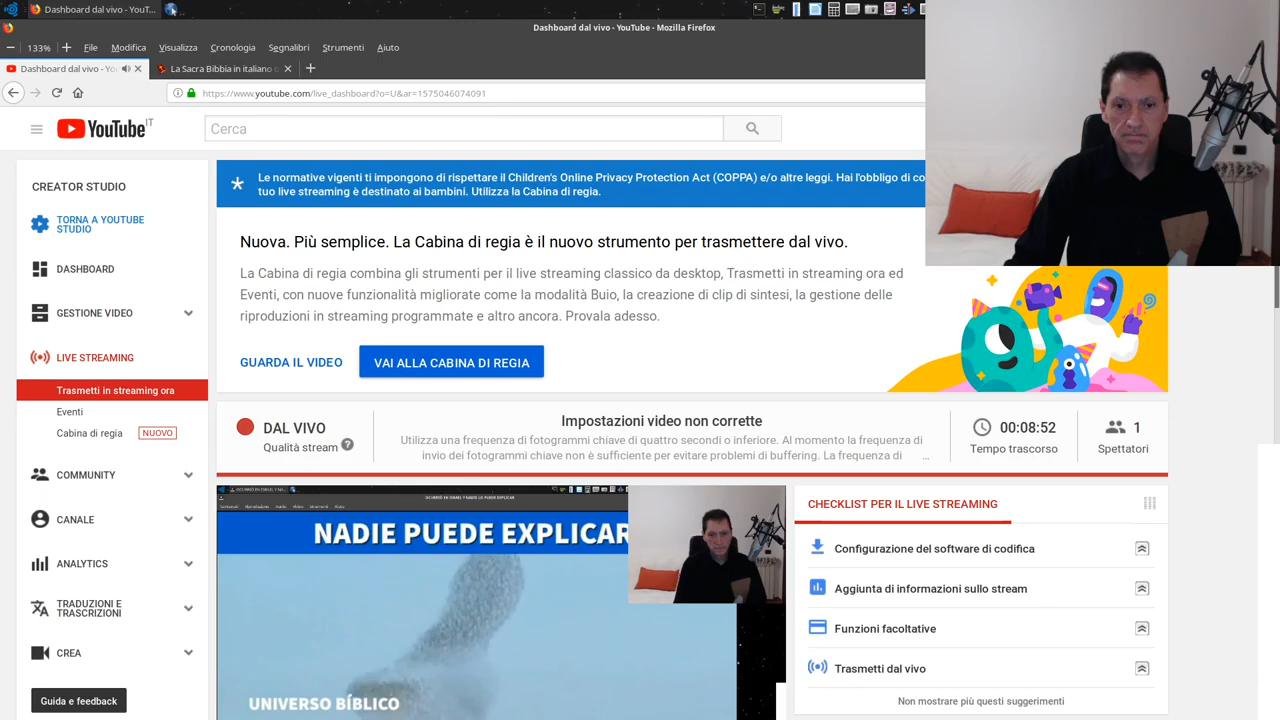 Dashboard dal vivo - YouT...
Dashboard dal vivo - YouTube - Mozilla Firefox
133%
File
Modifica
Visualizza
Cronologia
Segnalibri
Strumenti
Aiuto
Dashboard dal vivo - Yo
La Sacra Bibbia in italiano
https://www.youtube.com/live_dashboard?o=U&ar=1575046074091
YouTube IT
Cerca
CREATOR STUDIO
TORNA A YOUTUBE
STUDIO
DASHBOARD
GESTIONE VIDEO
LIVE STREAMING
Trasmetti in streaming ora
Eventi
Cabina di regia NUOVO
COMMUNITY
CANALE
ANALYTICS
TRADUZIONI E
TRASCRIZIONI
CREA
Guida e feedback
Le normative vigenti ti impongono di rispettare il Children's Online Privacy Protection Act (COPPA) e/o altre leggi. Hai l'obbligo di co
tuo live streaming è destinato ai bambini. Utilizza la Cabina di regia.
Nuova. Più semplice. La Cabina di regia è il nuovo strumento per trasmettere dal vivo.
La Cabina di regia combina gli strumenti per il live streaming classico da desktop, Trasmetti in streaming ora ed
Eventi, con nuove funzionalità migliorate come la modalità Buio, la creazione di clip di sintesi, la gestione delle
riproduzioni in streaming programmate e altro ancora. Provala adesso.
GUARDA IL VIDEO
VAI ALLA CABINA DI REGIA
DAL VIVO
Qualità stream ?
Impostazioni video non corrette
Utilizza una frequenza di fotogrammi chiave di quattro secondi o inferiore. Al momento la frequenza di
invio dei fotogrammi chiave non è sufficiente per evitare problemi di buffering. La frequenza di ...
00:08:52
Tempo trascorso
1
Spettatori
NADIE PUEDE EXPLICAR
UNIVERSO BÍBLICO
CHECKLIST PER IL LIVE STREAMING
Configurazione del software di codifica
Aggiunta di informazioni sullo stream
Funzioni facoltative
Trasmetti dal vivo
Non mostrare più questi suggerimenti